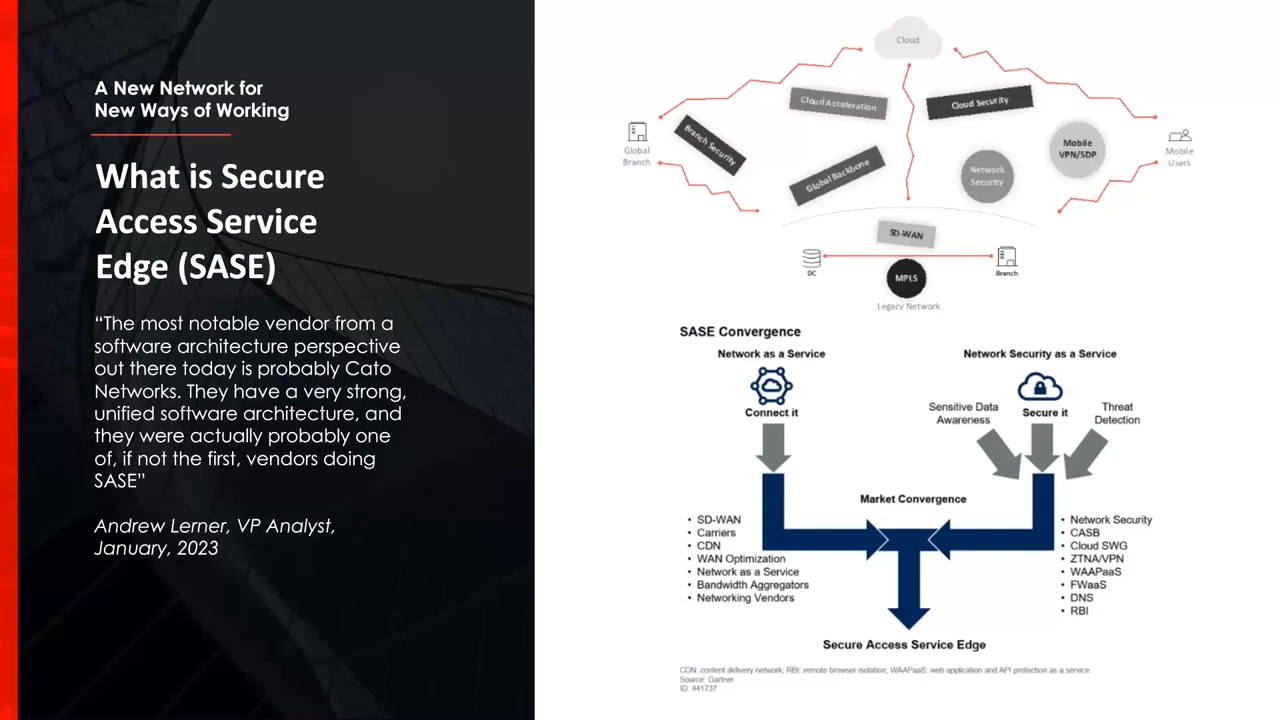 A New Network for
New Ways of Working
What is Secure
Access Service
Edge (SASE)
“The most notable vendor from a
software architecture perspective
out there today is probably Cato
Networks. They have a very strong,
unified software architecture, and
they were actually probably one
of, if not the first, vendors doing
SASE”
Andrew Lerner, VP Analyst,
January, 2023
Cloud
Cloud Acceleration
Cloud Security
Global
Branch
Branch Security
Global Backbone
Network
Security
Mobile
VPN/SDP
Mobile
Users
SD-WAN
DC
Branch
MPLS
Legacy Network
SASE Convergence
Network as a Service
Connect it
Network Security as a Service
Sensitive Data
Awareness
Secure it
Threat
Detection
Market Convergence
• SD-WAN
• Carriers
• CDN
• WAN Optimization
• Network as a Service
• Bandwidth Aggregators
• Networking Vendors
• Network Security
• CASB
• Cloud SWG
• ZTNA/VPN
• WAAPaaS
• FWaaS
• DNS
• RBI
Secure Access Service Edge
CDN: content delivery network; RBI: remote browser isolation; WAAPaaS: web application and API protection as a service
Source: Gartner
ID: 441737